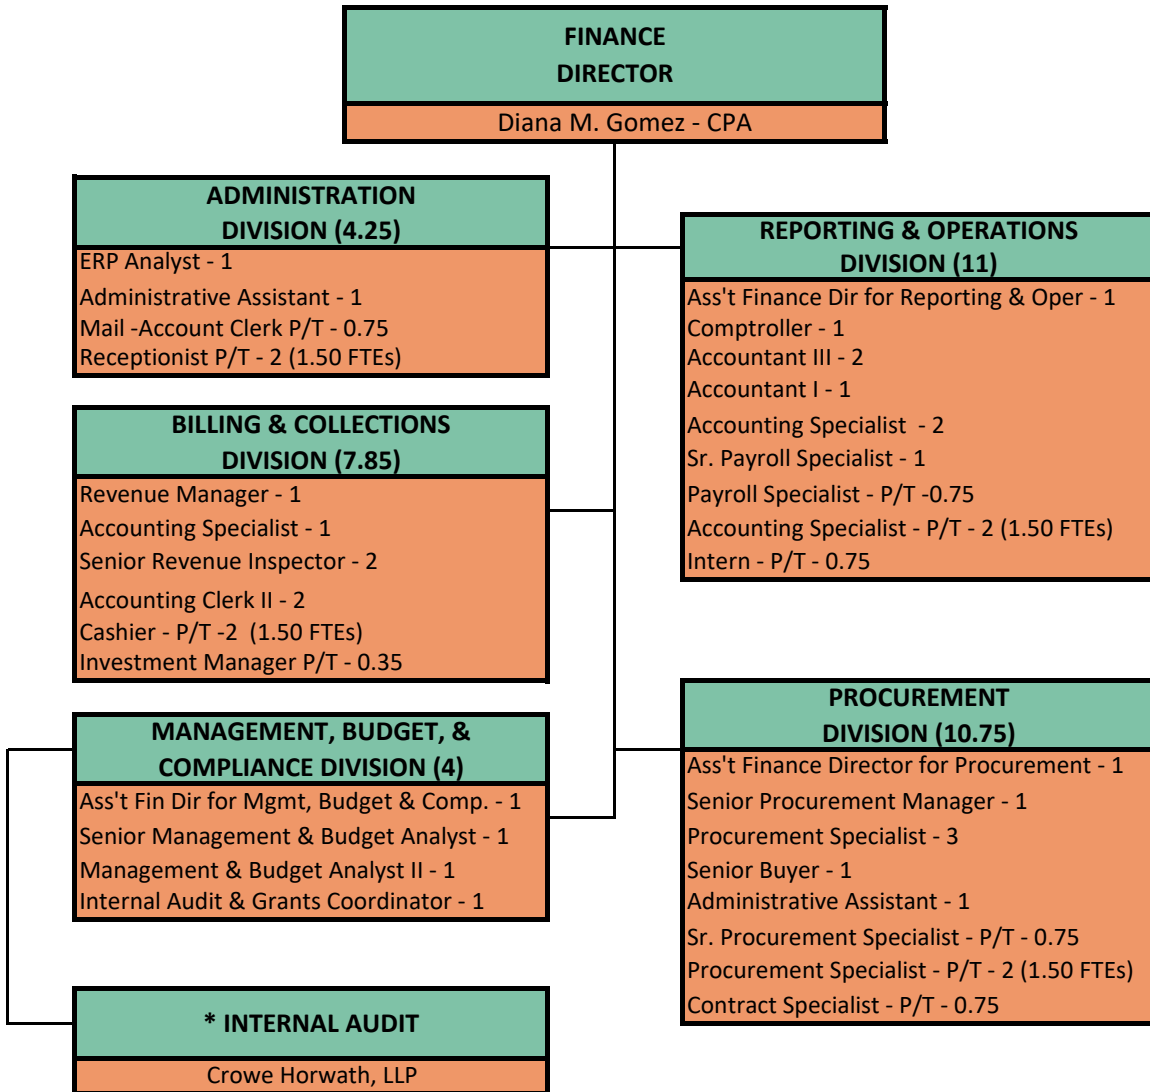 FINANCE
DIRECTOR
Diana M. Gomez - CPA
ADMINISTRATION
DIVISION (4.25)
ERP Analyst - 1
Administrative Assistant - 1
Mail -Account Clerk P/T - 0.75
Receptionist P/T - 2 (1.50 FTEs)
REPORTING & OPERATIONS
DIVISION (11)
Ass't Finance Dir for Reporting & Oper - 1
Comptroller - 1
Accountant III - 2
Accountant I - 1
Accounting Specialist - 2
Sr. Payroll Specialist - 1
Payroll Specialist - P/T -0.75
Accounting Specialist - P/T - 2 (1.50 FTEs)
Intern - P/T - 0.75
BILLING & COLLECTIONS
DIVISION (7.85)
Revenue Manager - 1
Accounting Specialist - 1
Senior Revenue Inspector - 2
Accounting Clerk II - 2
Cashier - P/T -2 (1.50 FTEs)
Investment Manager P/T - 0.35
MANAGEMENT, BUDGET, &
COMPLIANCE DIVISION (4)
Ass't Fin Dir for Mgmt, Budget & Comp. - 1
Senior Management & Budget Analyst - 1
Management & Budget Analyst II - 1
Internal Audit & Grants Coordinator - 1
PROCUREMENT
DIVISION (10.75)
Ass't Finance Director for Procurement - 1
Senior Procurement Manager - 1
Procurement Specialist - 3
Senior Buyer - 1
Administrative Assistant - 1
Sr. Procurement Specialist - P/T - 0.75
Procurement Specialist - P/T - 2 (1.50 FTEs)
Contract Specialist - P/T - 0.75
* INTERNAL AUDIT
Crowe Horwath, LLP